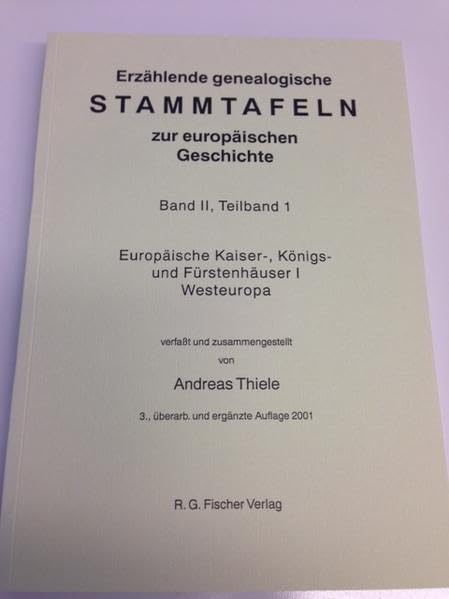 Erzählende genealogische
STAMMTAFELN
zur europäischen
Geschichte
Band II, Teilband 1
Europäische Kaiser-, Königs-
und Fürstenhäuser I
Westeuropa
verfaßt und zusammengestellt
von
Andreas Thiele
3., überarb. und ergänzte Auflage 2001
R. G. Fischer Verlag